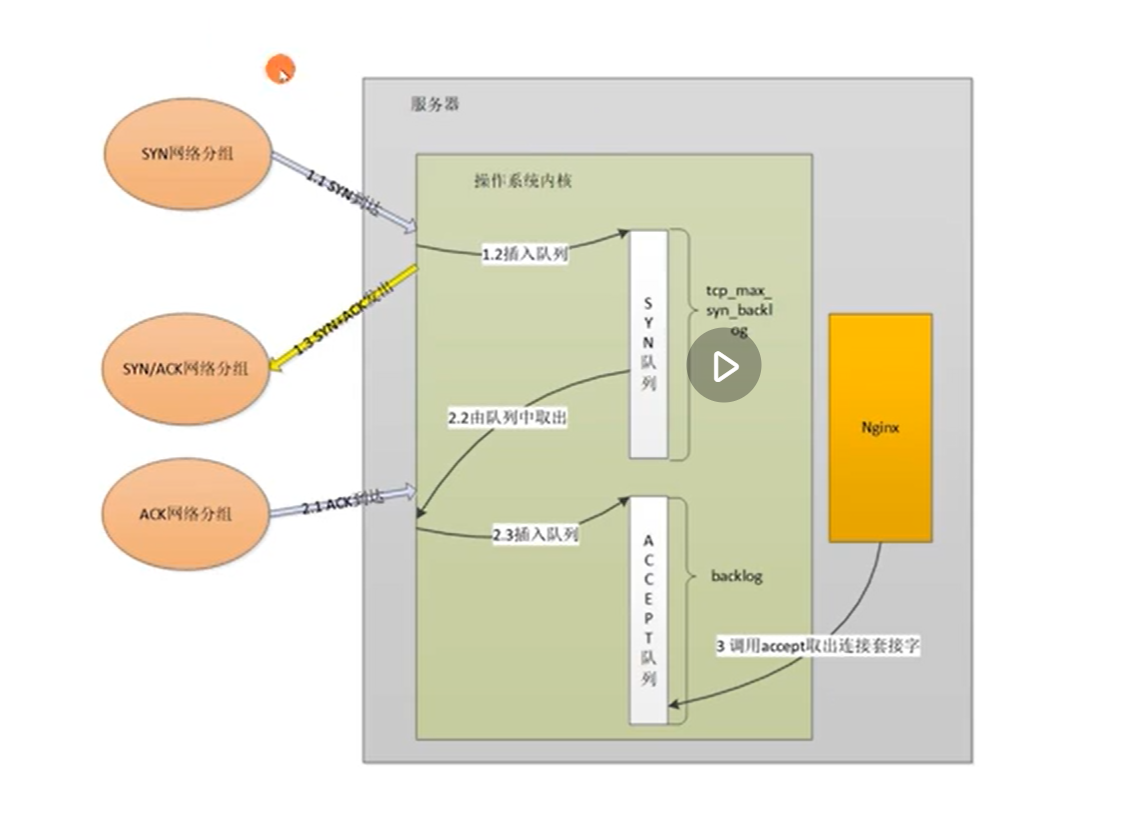 服务器
SYN网络分组
操作系统内核
1.1 SYN到达
1.2插入队列
1.3 SYN+ACK发出
SYN队列
tcp_max_
syn_backl
og
SYN/ACK网络分组
2.2由队列中取出
Nginx
ACK网络分组
2.1 ACK到达
2.3插入队列
ACCEPT队列
backlog
3 调用accept取出连接套接字